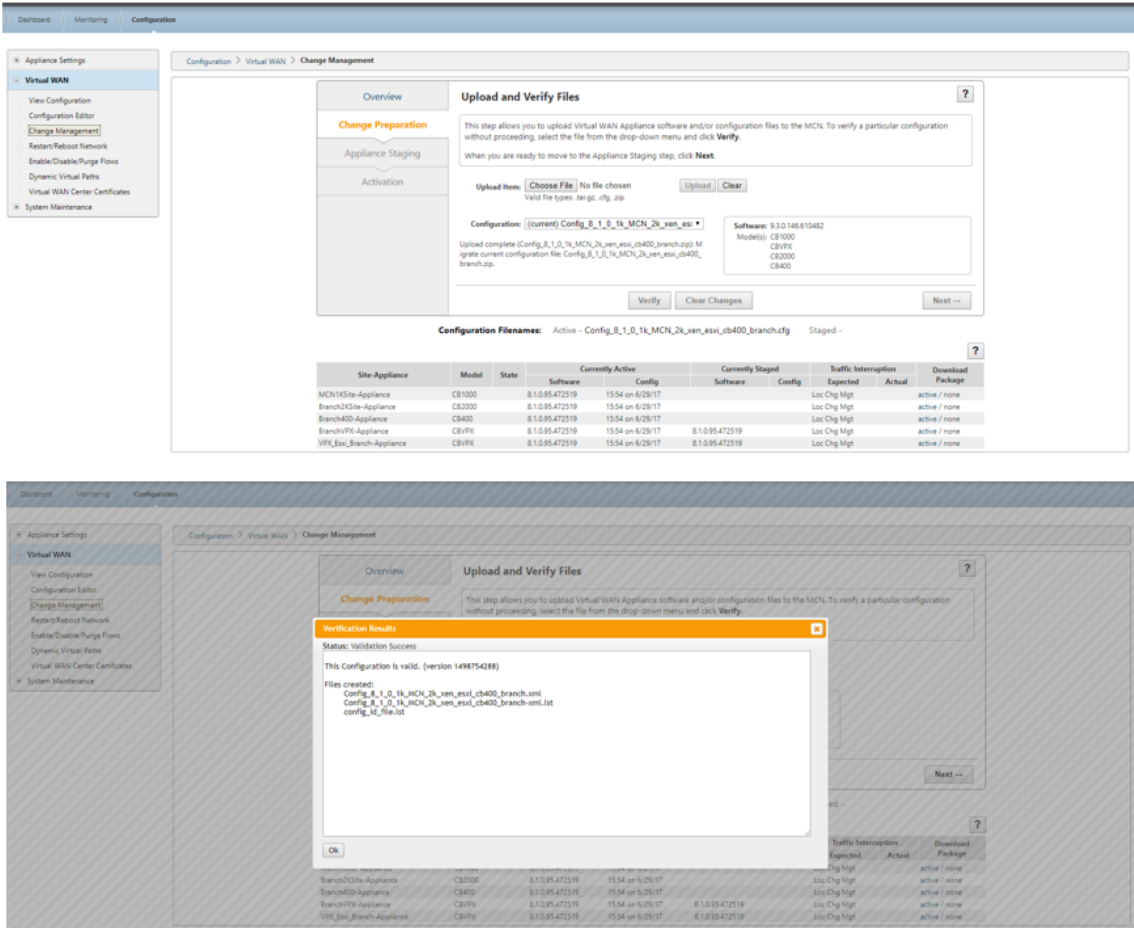 Dashboard Monitoring Configuration
Appliance Settings
Virtual WAN
View Configuration
Configuration Editor
Change Management
Restart/Reboot Network
Enable/Disable/Purge Flows
Dynamic Virtual Paths
Virtual WAN Center Certificates
System Maintenance
Configuration > Virtual WAN > Change Management
Overview
Change Preparation
Appliance Staging
Activation
Upload and Verify Files ?
This step allows you to upload Virtual WAN Appliance software and/or configuration files to the MCN. To verify a particular configuration
without proceeding, select the file from the drop-down menu and click Verify.
When you are ready to move to the Appliance Staging step, click Next.
Upload Item: Choose File No file chosen Upload Clear
Valid file types: .tar.gz, .cfg, .zip
Configuration: (current) Config_8_1_0_1k_MCN_2k_xen_es
Upload complete (Config_8_1_0_1k_MCN_2k_xen_esxi_cb400_branch.zip): M
igrate current configuration file: Config_8_1_0_1k_MCN_2k_xen_esxi_cb400_
branch.zip.
Software: 9.3.0.146.610482
Model(s): CB1000
CBVPX
CB2000
CB400
Verify Clear Changes Next →
Configuration Filenames: Active - Config_8_1_0_1k_MCN_2k_xen_esxi_cb400_branch.cfg Staged -
?
Site-Appliance Model State Currently Active Currently Staged Traffic Interruption Download Package
Software Config Software Config Expected Actual
MCN1KSite-Appliance CB1000 8.1.0.95.472519 15:54 on 6/29/17 Loc Chg Mgt active / none
Branch2KSite-Appliance CB2000 8.1.0.95.472519 15:54 on 6/29/17 Loc Chg Mgt active / none
Branch400-Appliance CB400 8.1.0.95.472519 15:54 on 6/29/17 Loc Chg Mgt active / none
BranchVPX-Appliance CBVPX 8.1.0.95.472519 15:54 on 6/29/17 8.1.0.95.472519 Loc Chg Mgt active / none
VPX_Esxi_Branch-Appliance CBVPX 8.1.0.95.472519 15:54 on 6/29/17 8.1.0.95.472519 Loc Chg Mgt active / none
Dashboard Monitoring Configuration
Appliance Settings
Virtual WAN
View Configuration
Configuration Editor
Change Management
Restart/Reboot Network
Enable/Disable/Purge Flows
Dynamic Virtual Paths
Virtual WAN Center Certificates
System Maintenance
Configuration > Virtual WAN > Change Management
Overview
Change Preparation
Upload and Verify Files ?
This step allows you to upload Virtual WAN Appliance software and/or configuration files to the MCN. To verify a particular configuration
without proceeding, select the file from the drop-down menu and click Verify.
Verification Results
Status: Validation Success
This Configuration is valid. (version 1498754288)
Files created:
Config_8_1_0_1k_MCN_2k_xen_esxi_cb400_branch.xml
Config_8_1_0_1k_MCN_2k_xen_esxi_cb400_branch-xml.lst
config_id_file.lst
Ok
Next →
?
Traffic Interruption Download Package
Expected Actual
Loc Chg Mgt active / none
Branch2KSite-Appliance CB2000 8.1.0.95.472519 15:54 on 6/29/17 Loc Chg Mgt active / none
Branch400-Appliance CB400 8.1.0.95.472519 15:54 on 6/29/17 Loc Chg Mgt active / none
BranchVPX-Appliance CBVPX 8.1.0.95.472519 15:54 on 6/29/17 8.1.0.95.472519 Loc Chg Mgt active / none
VPX_Esxi_Branch-Appliance CBVPX 8.1.0.95.472519 15:54 on 6/29/17 8.1.0.95.472519 Loc Chg Mgt active / none